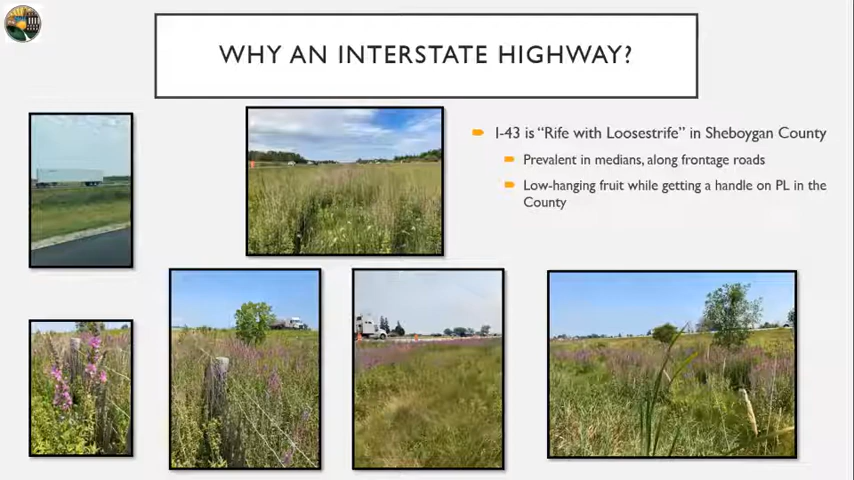 WHY AN INTERSTATE HIGHWAY?
I-43 is “Rife with Loosestrife” in Sheboygan County
Prevalent in medians, along frontage roads
Low-hanging fruit while getting a handle on PL in the
County